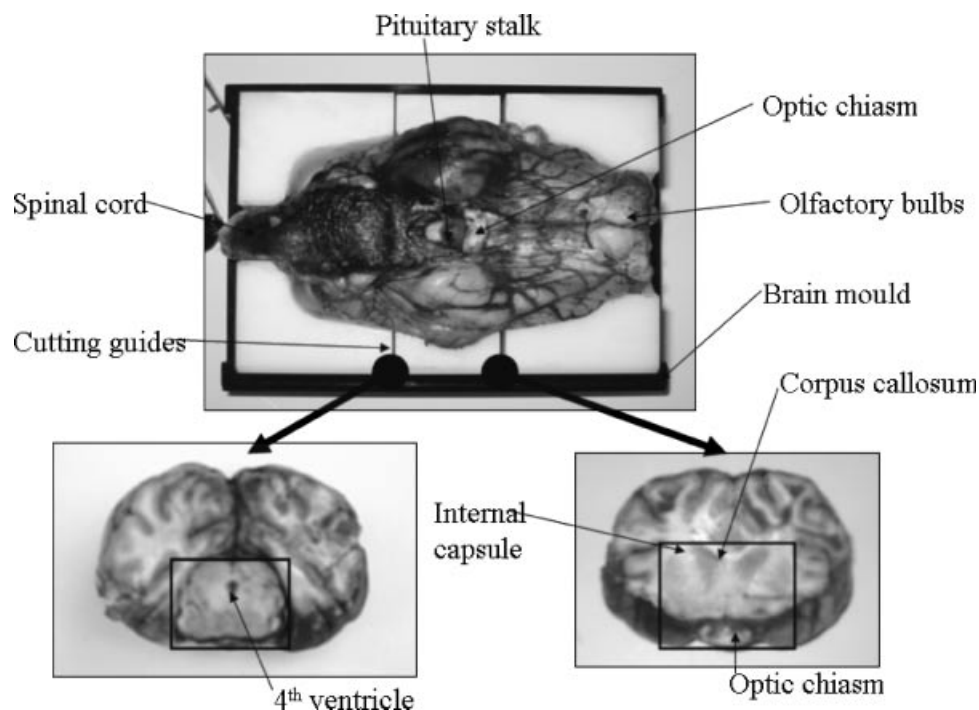 Pituitary stalk
Optic chiasm
Spinal cord
Olfactory bulbs
Brain mould
Cutting guides
Corpus callosum
Internal
capsule
4th ventricle
Optic chiasm